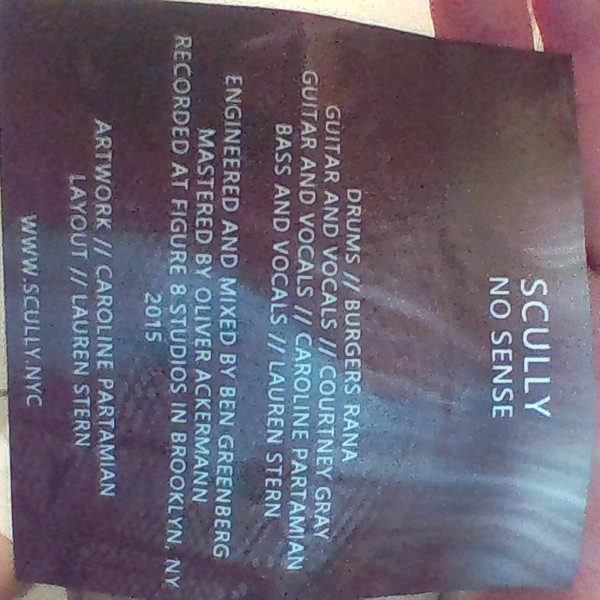 SCULLY
NO SENSE
DRUMS // BURGERS RANA
GUITAR AND VOCALS // COURTNEY GRAY
GUITAR AND VOCALS // CAROLINE PARTAMIAN
BASS AND VOCALS // LAUREN STERN
ENGINEERED AND MIXED BY BEN GREENBERG
MASTERED BY OLIVER ACKERMANN
RECORDED AT FIGURE 8 STUDIOS IN BROOKLYN, NY
2015
ARTWORK // CAROLINE PARTAMIAN
LAYOUT // LAUREN STERN
WWW.SCULLY.NYC